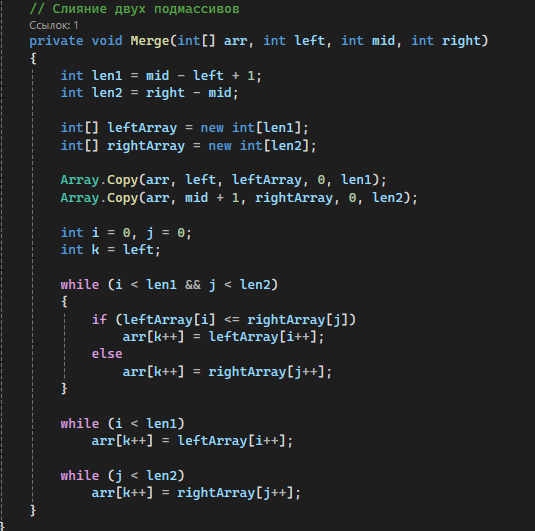 // Слияние двух подмассивов
Ссылок: 1
private void Merge(int[] arr, int left, int mid, int right)
{
int len1 = mid - left + 1;
int len2 = right - mid;
int[] leftArray = new int[len1];
int[] rightArray = new int[len2];
Array.Copy(arr, left, leftArray, 0, len1);
Array.Copy(arr, mid + 1, rightArray, 0, len2);
int i = 0, j = 0;
int k = left;
while (i < len1 && j < len2)
{
if (leftArray[i] <= rightArray[j])
arr[k++] = leftArray[i++];
else
arr[k++] = rightArray[j++];
}
while (i < len1)
arr[k++] = leftArray[i++];
while (j < len2)
arr[k++] = rightArray[j++];
}
}